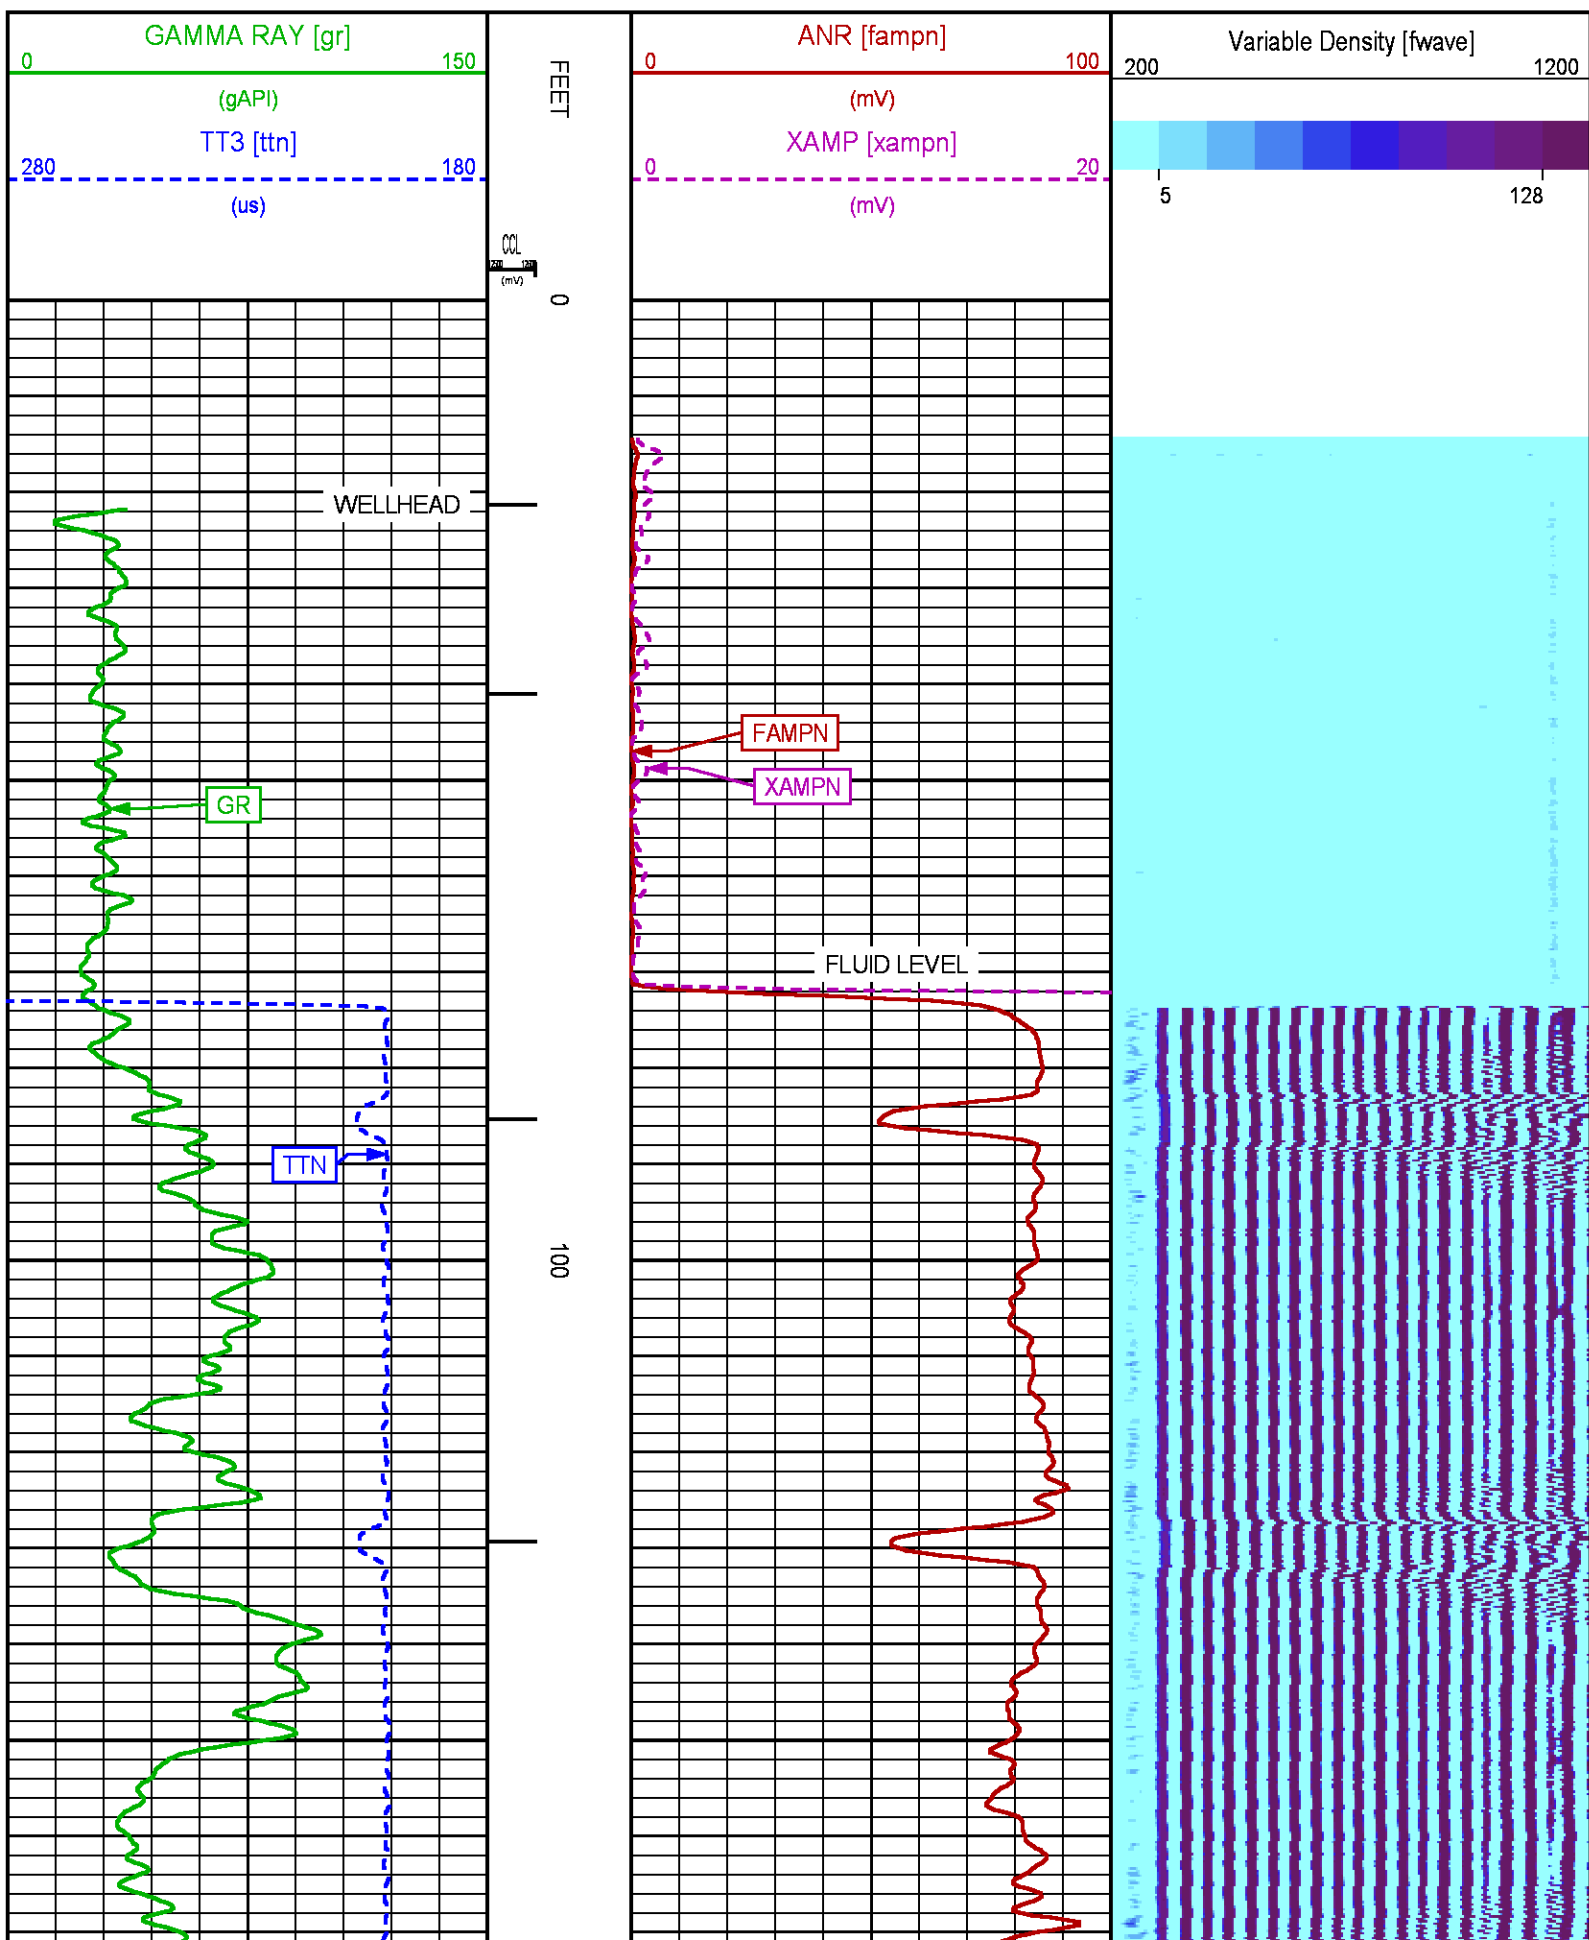 GAMMA RAY [gr]
0 150
(gAPI)
TT3 [ttn]
280 180
(us)
FEET
CCL
(mV)
0
ANR [fampn]
0 100
(mV)
XAMP [xampn]
0 20
(mV)
Variable Density [fwave]
200 1200
5 128
WELLHEAD
FAMPN
XAMPN
GR
FLUID LEVEL
TTN
100